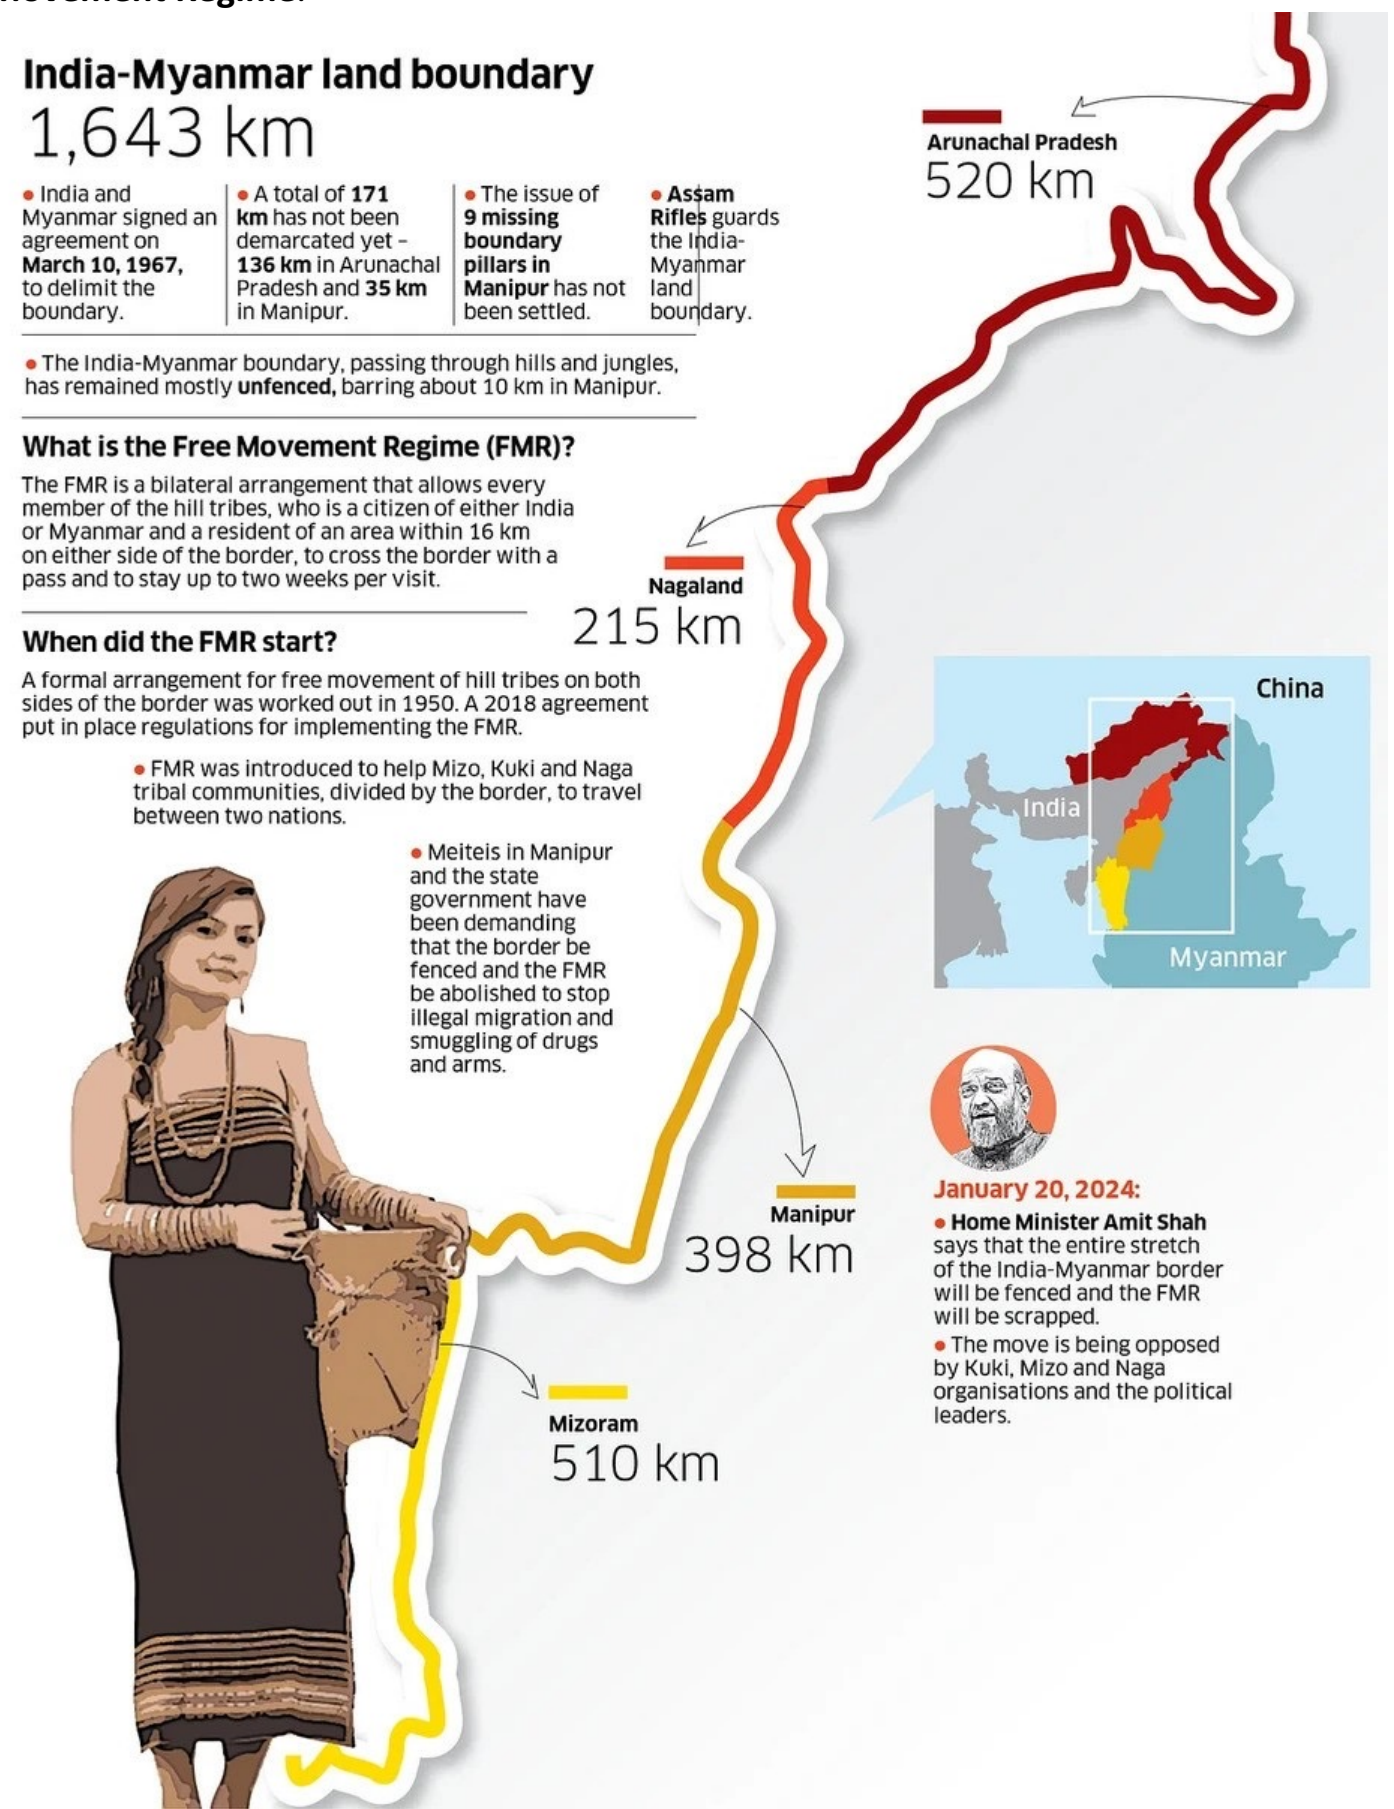 Movement Regime.
India-Myanmar land boundary
1,643 km
• India and
Myanmar signed an
agreement on
March 10, 1967,
to delimit the
boundary.
• A total of 171
km has not been
demarcated yet –
136 km in Arunachal
Pradesh and 35 km
in Manipur.
• The issue of
9 missing
boundary
pillars in
Manipur has not
been settled.
• Assam
Rifles guards
the India-
Myanmar
land
boundary.
• The India-Myanmar boundary, passing through hills and jungles,
has remained mostly unfenced, barring about 10 km in Manipur.
What is the Free Movement Regime (FMR)?
The FMR is a bilateral arrangement that allows every
member of the hill tribes, who is a citizen of either India
or Myanmar and a resident of an area within 16 km
on either side of the border, to cross the border with a
pass and to stay up to two weeks per visit.
When did the FMR start?
A formal arrangement for free movement of hill tribes on both
sides of the border was worked out in 1950. A 2018 agreement
put in place regulations for implementing the FMR.
• FMR was introduced to help Mizo, Kuki and Naga
tribal communities, divided by the border, to travel
between two nations.
• Meiteis in Manipur
and the state
government have
been demanding
that the border be
fenced and the FMR
be abolished to stop
illegal migration and
smuggling of drugs
and arms.
Arunachal Pradesh
520 km
Nagaland
215 km
China
India
Myanmar
Manipur
398 km
Mizoram
510 km
January 20, 2024:
• Home Minister Amit Shah
says that the entire stretch
of the India-Myanmar border
will be fenced and the FMR
will be scrapped.
• The move is being opposed
by Kuki, Mizo and Naga
organisations and the political
leaders.